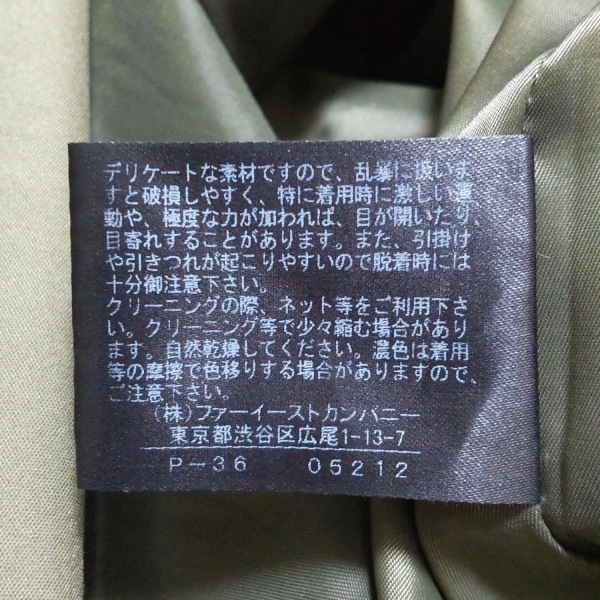 デリケートな素材ですので、乱暴に扱いま
すと破損しやすく、特に着用時に激しい運
動や、極度な力が加われば、目が開いたり、
目寄れすることがあります。また、引掛け
や引きつれが起こりやすいので脱着時には
十分御注意下さい。
クリーニングの際、ネット等をご利用下さ
い。クリーニング等で少々縮む場合があり
ます。自然乾燥してください。濃色は着用
等の摩擦で色移りする場合がありますので、
ご注意下さい。
(株)ファーイーストカンパニー
東京都渋谷区広尾1-13-7
P-36 05212